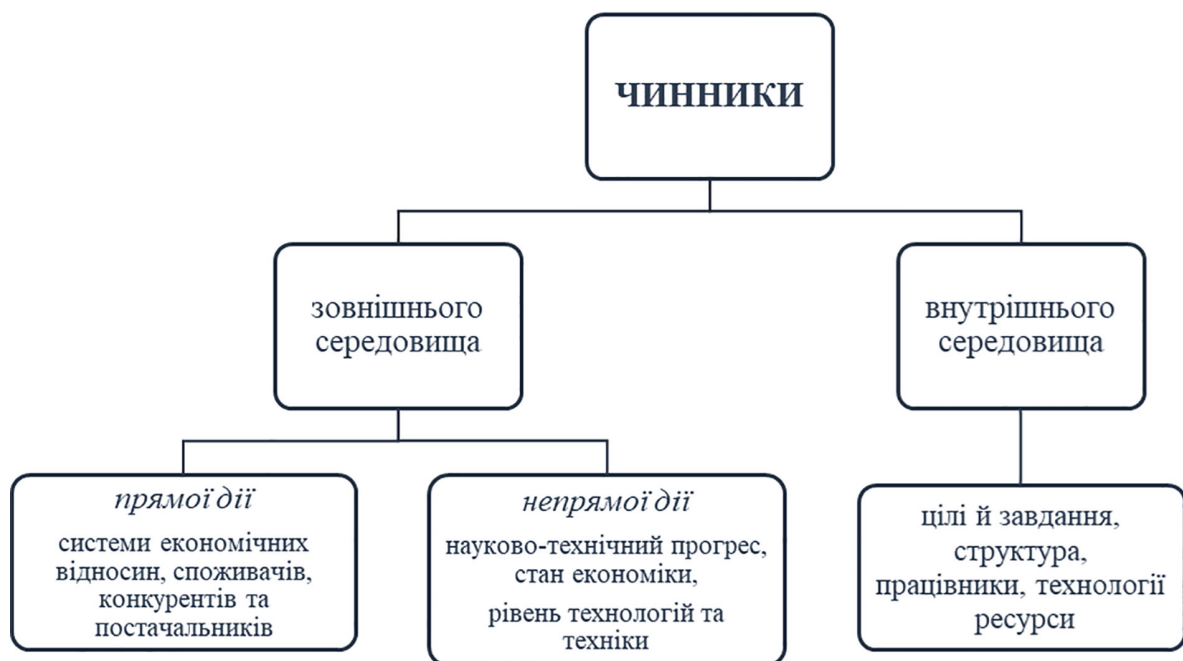 ЧИННИКИ
зовнішнього
середовища
внутрішнього
середовища
прямої дії
системи економічних
відносин, споживачів,
конкурентів та
постачальників
непрямої дії
науково-технічний прогрес,
стан економіки,
рівень технологій та
техніки
цілі й завдання,
структура,
працівники, технології
ресурси